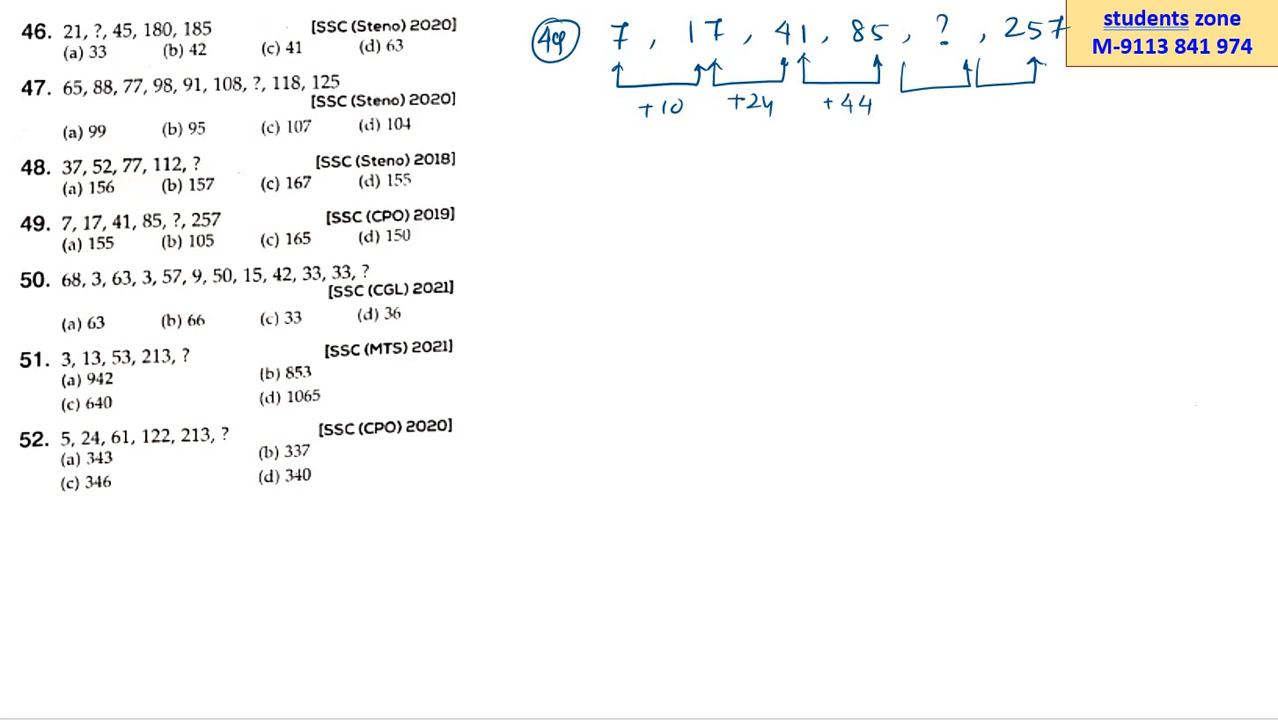 46. 21, ?, 45, 180, 185 [SSC (Steno) 2020]
(a) 33 (b) 42 (c) 41 (d) 63
47. 65, 88, 77, 98, 91, 108, ?, 118, 125
[SSC (Steno) 2020]
(a) 99 (b) 95 (c) 107 (d) 104
48. 37, 52, 77, 112, ? [SSC (Steno) 2018]
(a) 156 (b) 157 (c) 167 (d) 155
49. 7, 17, 41, 85, ?, 257 [SSC (CPO) 2019]
(a) 155 (b) 105 (c) 165 (d) 150
50. 68, 3, 63, 3, 57, 9, 50, 15, 42, 33, 33, ?
[SSC (CGL) 2021]
(a) 63 (b) 66 (c) 33 (d) 36
51. 3, 13, 53, 213, ? [SSC (MTS) 2021]
(a) 942 (b) 853
(c) 640 (d) 1065
52. 5, 24, 61, 122, 213, ? [SSC (CPO) 2020]
(a) 343 (b) 337
(c) 346 (d) 340
49 7, 17, 41, 85, ?, 257
+10 +24 +44
students zone
M-9113 841 974